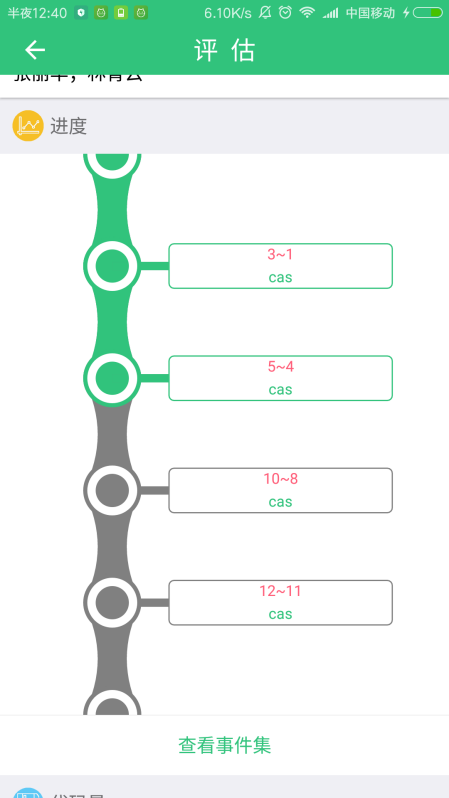 半夜12:40
6.10K/s
中国移动
评 估
进度
3~1
cas
5~4
cas
10~8
cas
12~11
cas
查看事件集